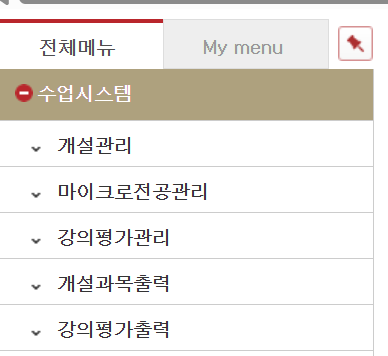 전체메뉴 My menu
수업시스템
개설관리
마이크로전공관리
강의평가관리
개설과목출력
강의평가출력